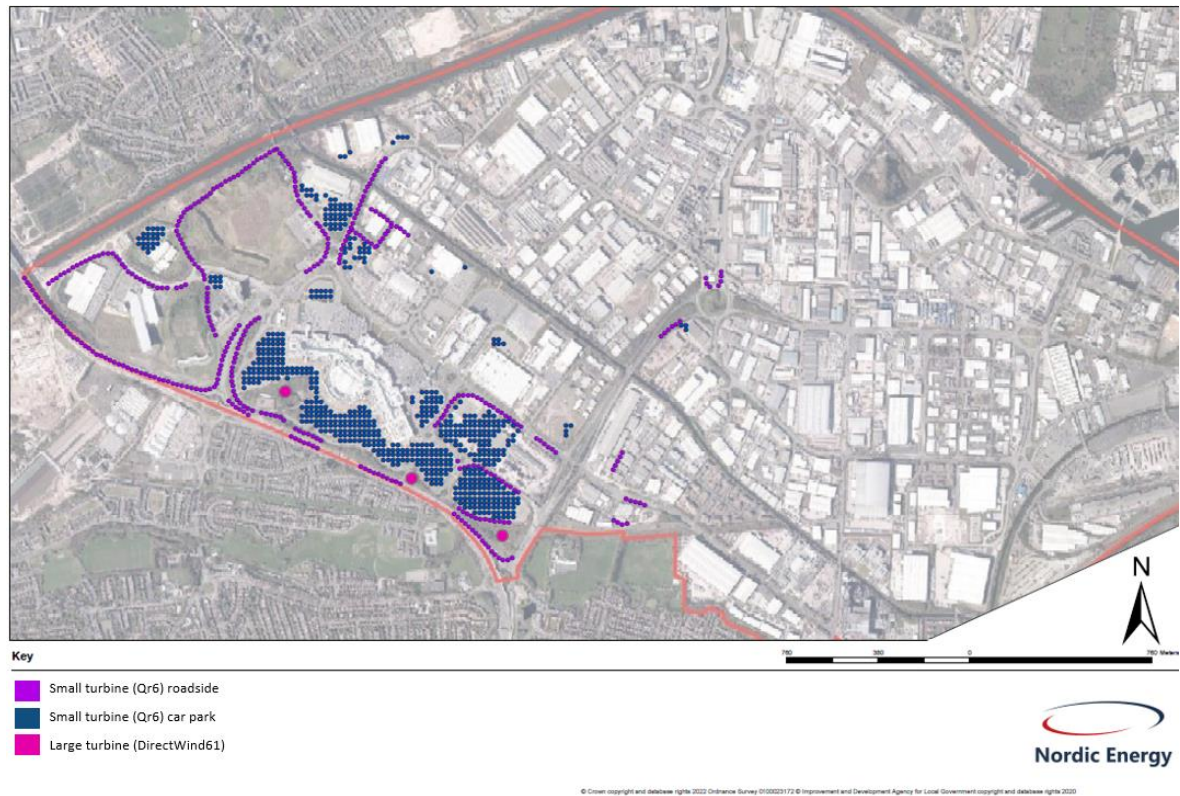 N
760 380 0 760 Meters
Key
Small turbine (Qr6) roadside
Small turbine (Qr6) car park
Large turbine (DirectWind61)
Nordic Energy
© Crown copyright and database rights 2022 Ordnance Survey 0100023172 © Improvement and Development Agency for Local Government copyright and database rights 2020